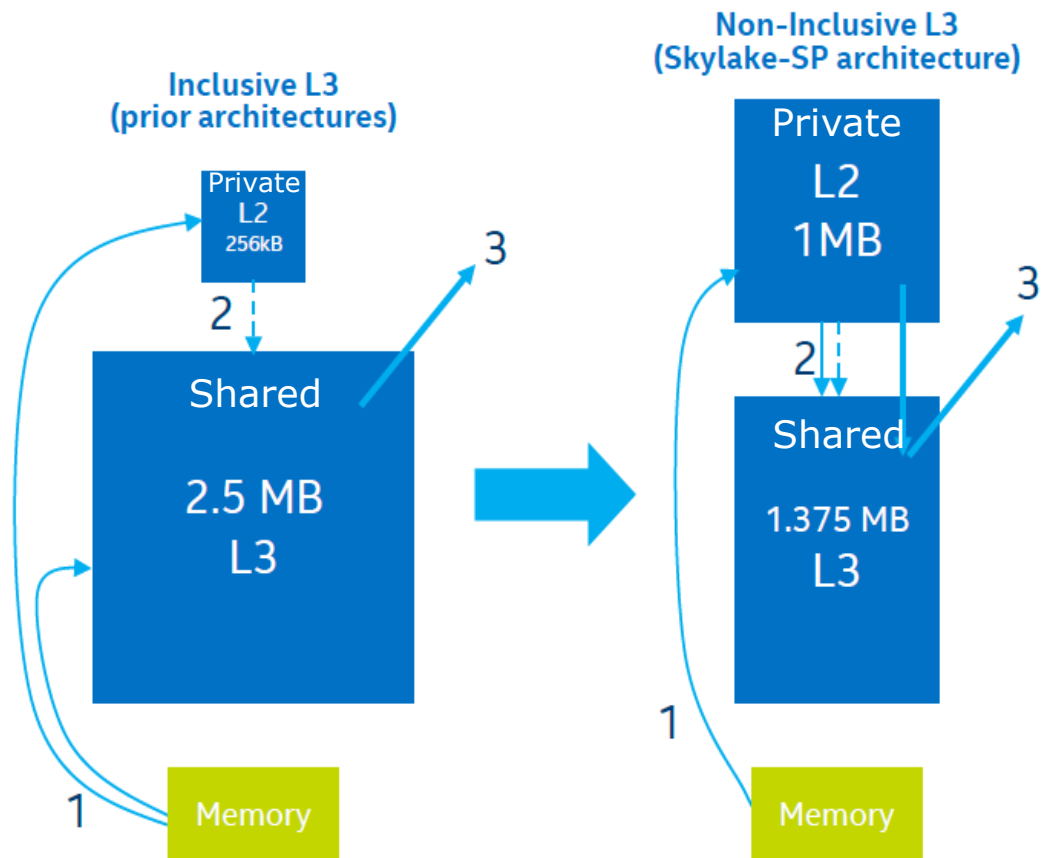 Inclusive L3
(prior architectures)
Private
L2
256kB
2
3
Shared
2.5 MB
L3
1
Memory
Non-Inclusive L3
(Skylake-SP architecture)
Private
L2
1MB
2
3
Shared
1.375 MB
L3
1
Memory